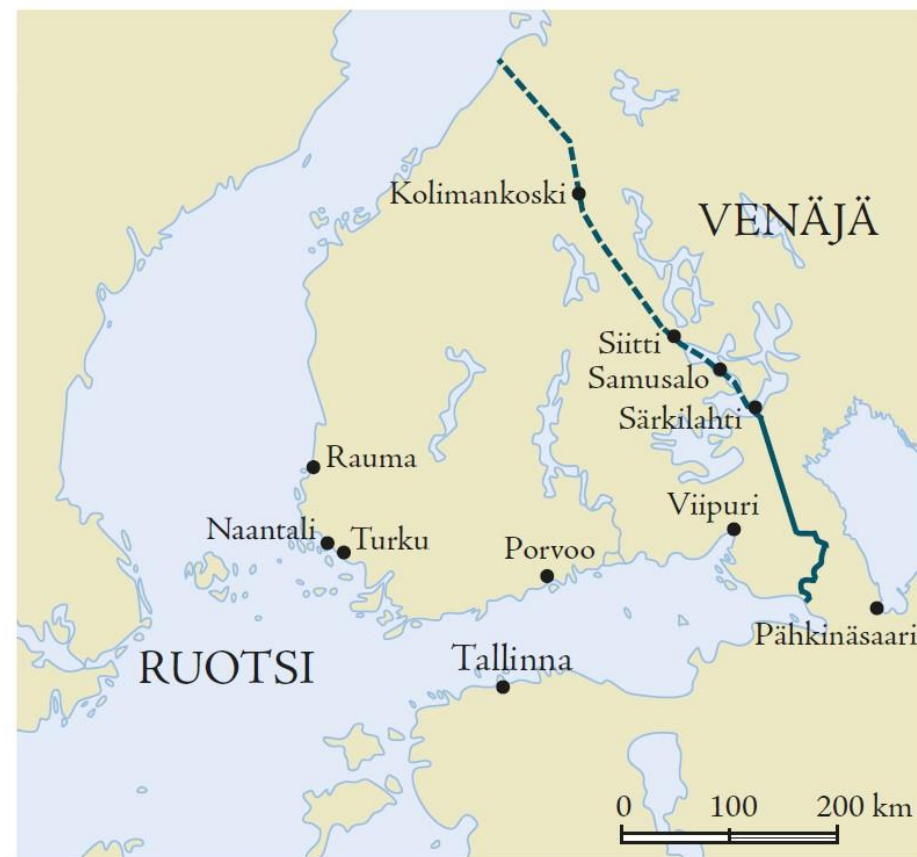 Kolimankoski
VENÄJÄ
Siitti
Samusalo
Särkilahti
Rauma
Viipuri
Naantali
Turku
Porvoo
Pähkinäsaari
RUOTSI
Tallinna
0 100 200 km